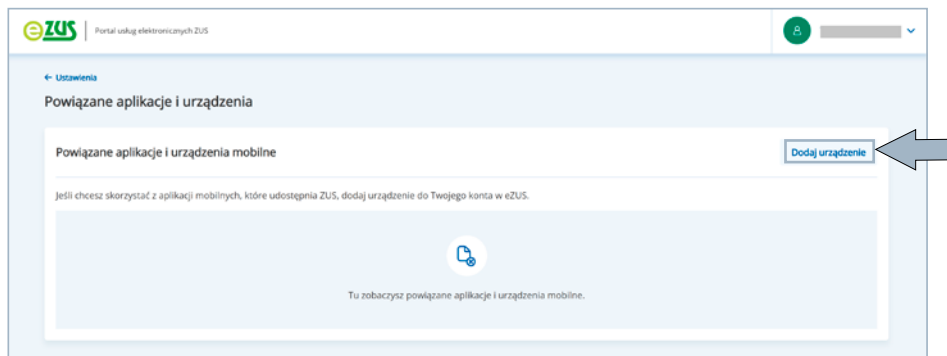 eZUS Portal usług elektronicznych ZUS
← Ustawienia
Powiązane aplikacje i urządzenia
Powiązane aplikacje i urządzenia mobilne Dodaj urządzenie
Jeśli chcesz skorzystać z aplikacji mobilnych, które udostępnia ZUS, dodaj urządzenie do Twojego konta w eZUS.
Tu zobaczysz powiązane aplikacje i urządzenia mobilne.